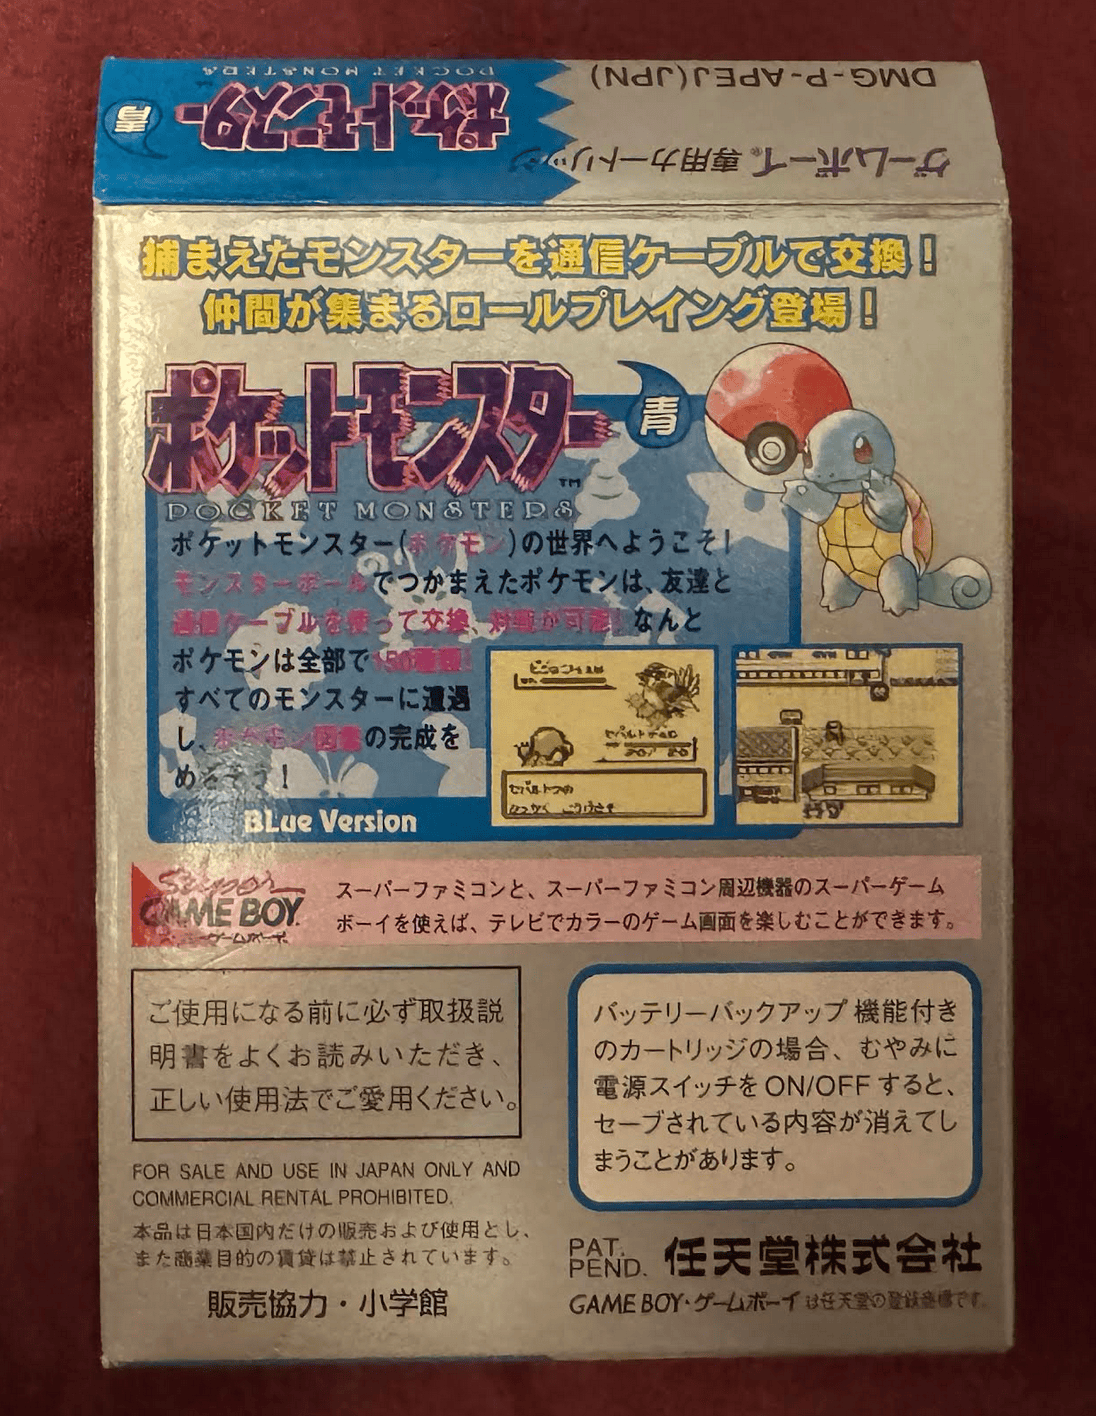 DMG-P-APEJ(JPN)
ゲームボーイ®専用カートリッジ
ポケットモンスター
POCKET MONSTERS
青
捕まえたモンスターを通信ケーブルで交換！
仲間が集まるロールプレイング登場！
ポケットモンスター
青
TM
POCKET MONSTERS
ポケットモンスター(ポケモン)の世界へようこそ！
モンスターボールでつかまえたポケモンは、友達と
通信ケーブルを使って交換、対戦が可能！なんと
ポケモンは全部で150種類！
すべてのモンスターに遭遇
し、ポケモン図鑑の完成を
めざそう！
BLue Version
Super
GAME BOY
スーパーゲームボーイ
スーパーファミコンと、スーパーファミコン周辺機器のスーパーゲーム
ボーイを使えば、テレビでカラーのゲーム画面を楽しむことができます。
ご使用になる前に必ず取扱説
明書をよくお読みいただき、
正しい使用法でご愛用ください。
バッテリーバックアップ機能付き
のカートリッジの場合、むやみに
電源スイッチをON/OFFすると、
セーブされている内容が消えてし
まうことがあります。
FOR SALE AND USE IN JAPAN ONLY AND
COMMERCIAL RENTAL PROHIBITED.
本品は日本国内だけの販売および使用とし、
また商業目的の賃貸は禁止されています。
販売協力・小学館
PAT.
PEND.
任天堂株式会社
GAME BOY・ゲームボーイは任天堂の登録商標です。